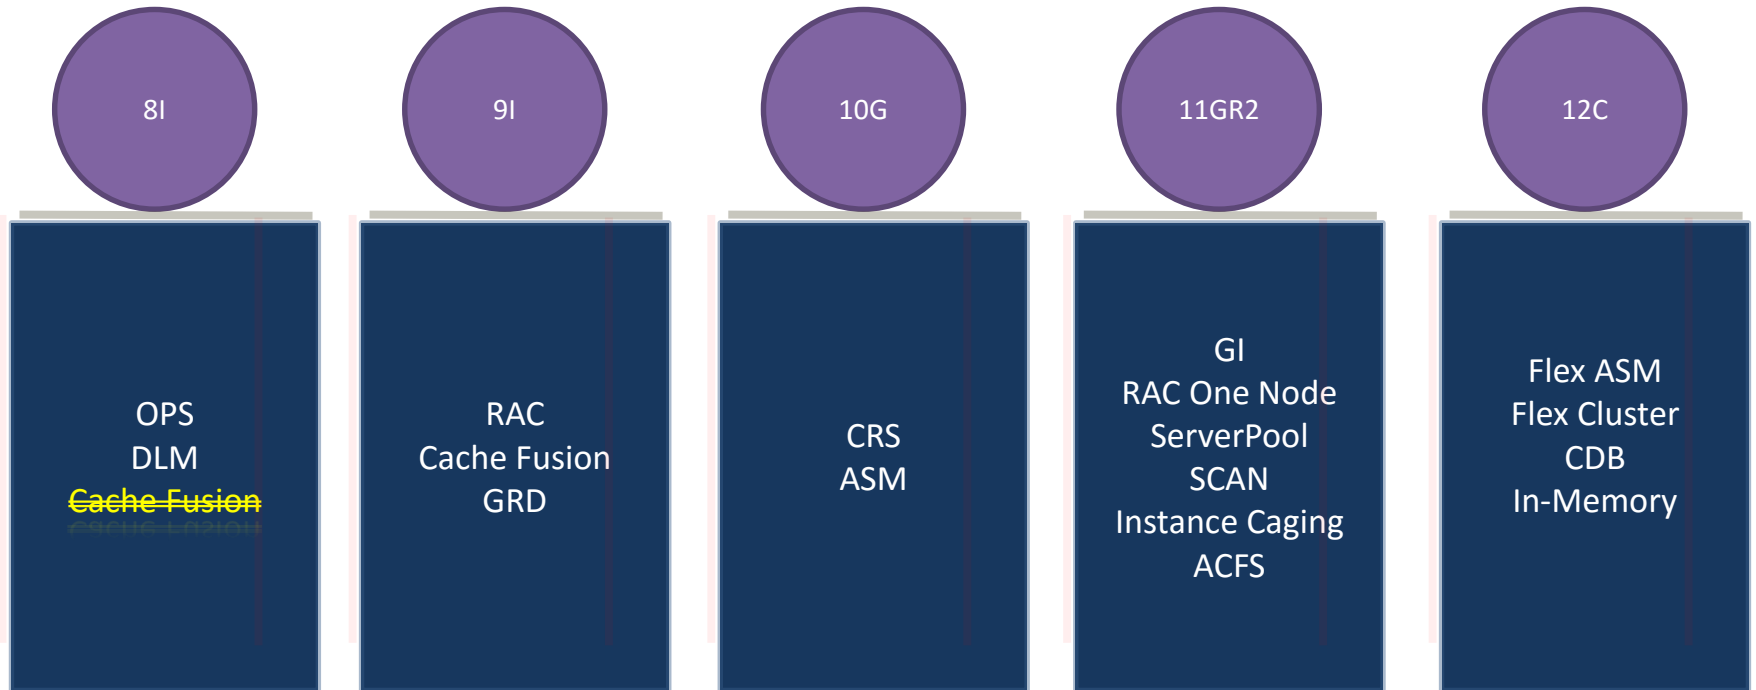 8I
OPS
DLM
Cache Fusion
9I
RAC
Cache Fusion
GRD
10G
CRS
ASM
11GR2
GI
RAC One Node
ServerPool
SCAN
Instance Caging
ACFS
12C
Flex ASM
Flex Cluster
CDB
In-Memory